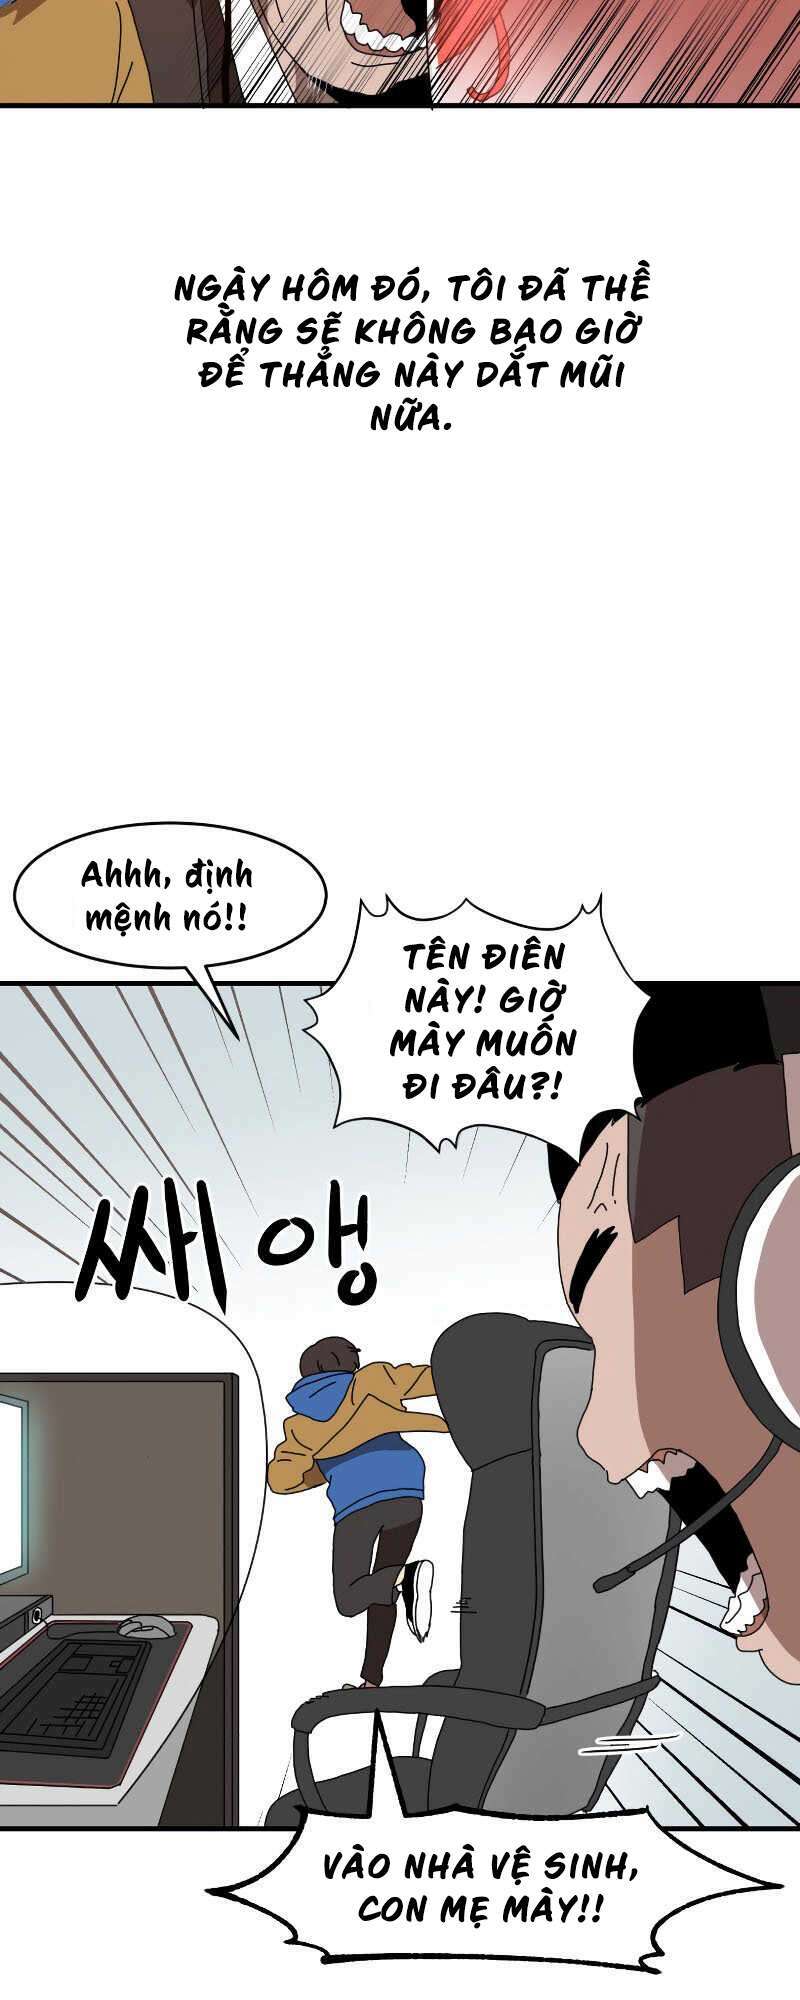 NGÀY HÔM ĐÓ, TÔI ĐÃ THỀ
RẰNG SẼ KHÔNG BAO GIỜ
ĐỂ THẰNG NÀY DẮT MŨI
NỮA.
Ahhh, định
mệnh nó!!
TÊN ĐIÊN
NÀY! GIỜ
MÀY MUỐN
ĐI ĐÂU?!
쌔앵
VÀO NHÀ VỆ SINH,
CON MẸ MÀY!!